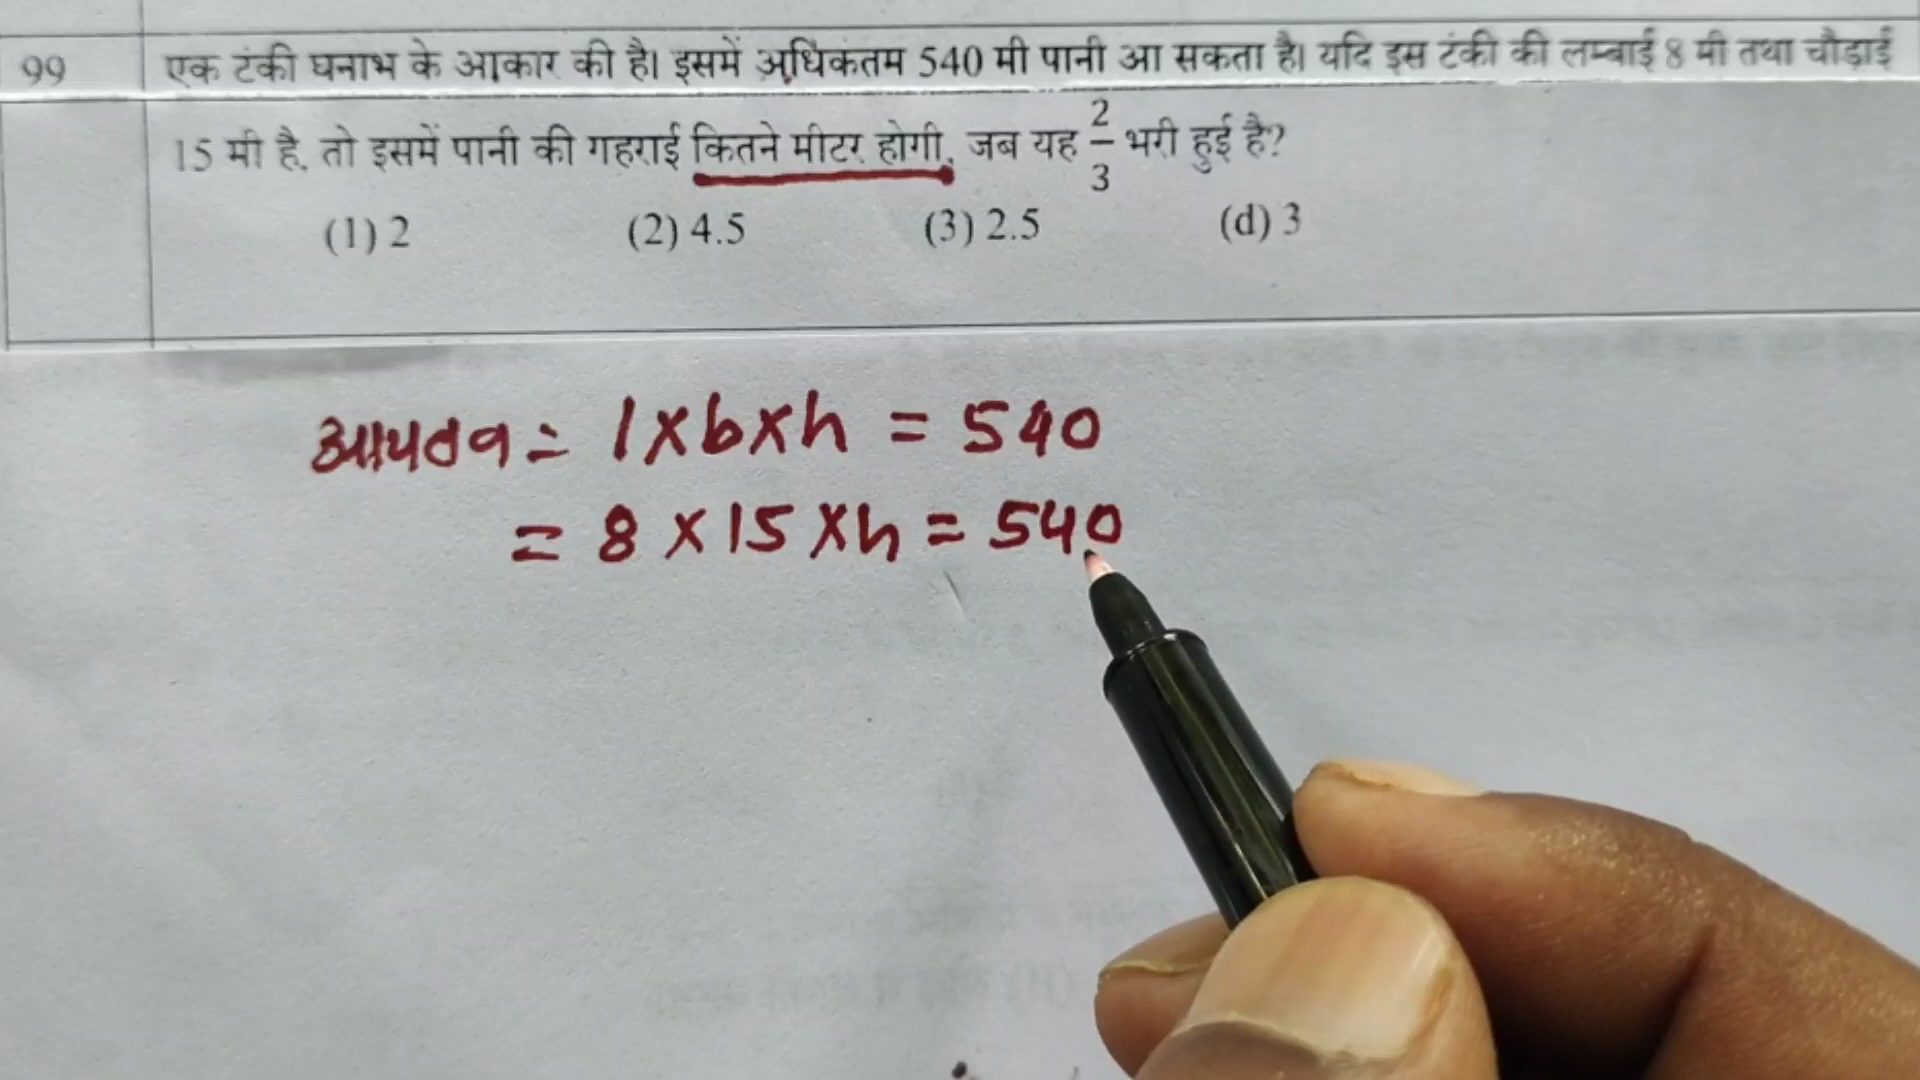 99 एक टंकी घनाभ के आकार की है। इसमें अधिकतम 540 मी पानी आ सकता है। यदि इस टंकी की लम्बाई 8 मी तथा चौड़ाई
15 मी है, तो इसमें पानी की गहराई कितने मीटर होगी, जब यह 2/3 भरी हुई है?
(1) 2 (2) 4.5 (3) 2.5 (d) 3
आयतन = l×b×h = 540
= 8 × 15 × h = 540